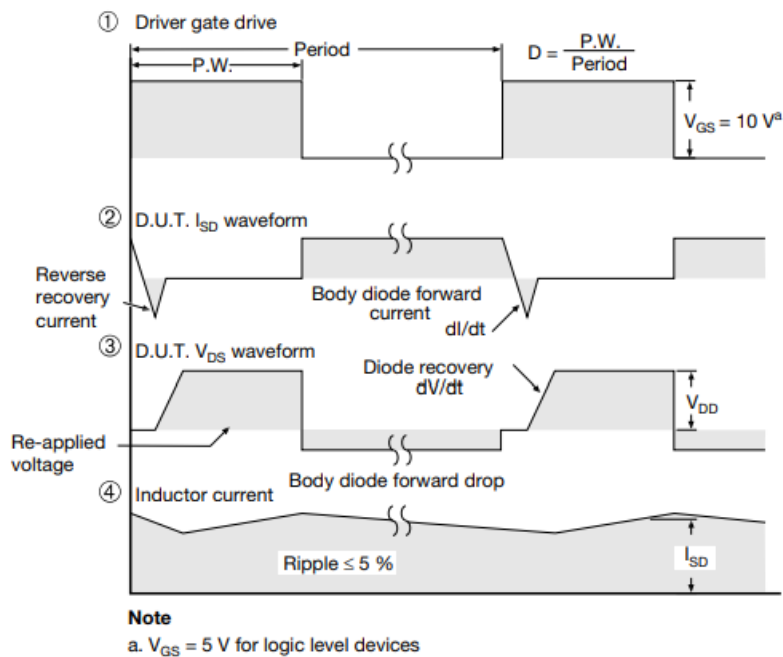 ① Driver gate drive
Period
P.W.
D = P.W. / Period
V_GS = 10 V^a
② D.U.T. I_SD waveform
Reverse
recovery
current
Body diode forward
current
dI/dt
③ D.U.T. V_DS waveform
Diode recovery
dV/dt
V_DD
Re-applied
voltage
Body diode forward drop
④ Inductor current
Ripple ≤ 5 %
I_SD
Note
a. V_GS = 5 V for logic level devices